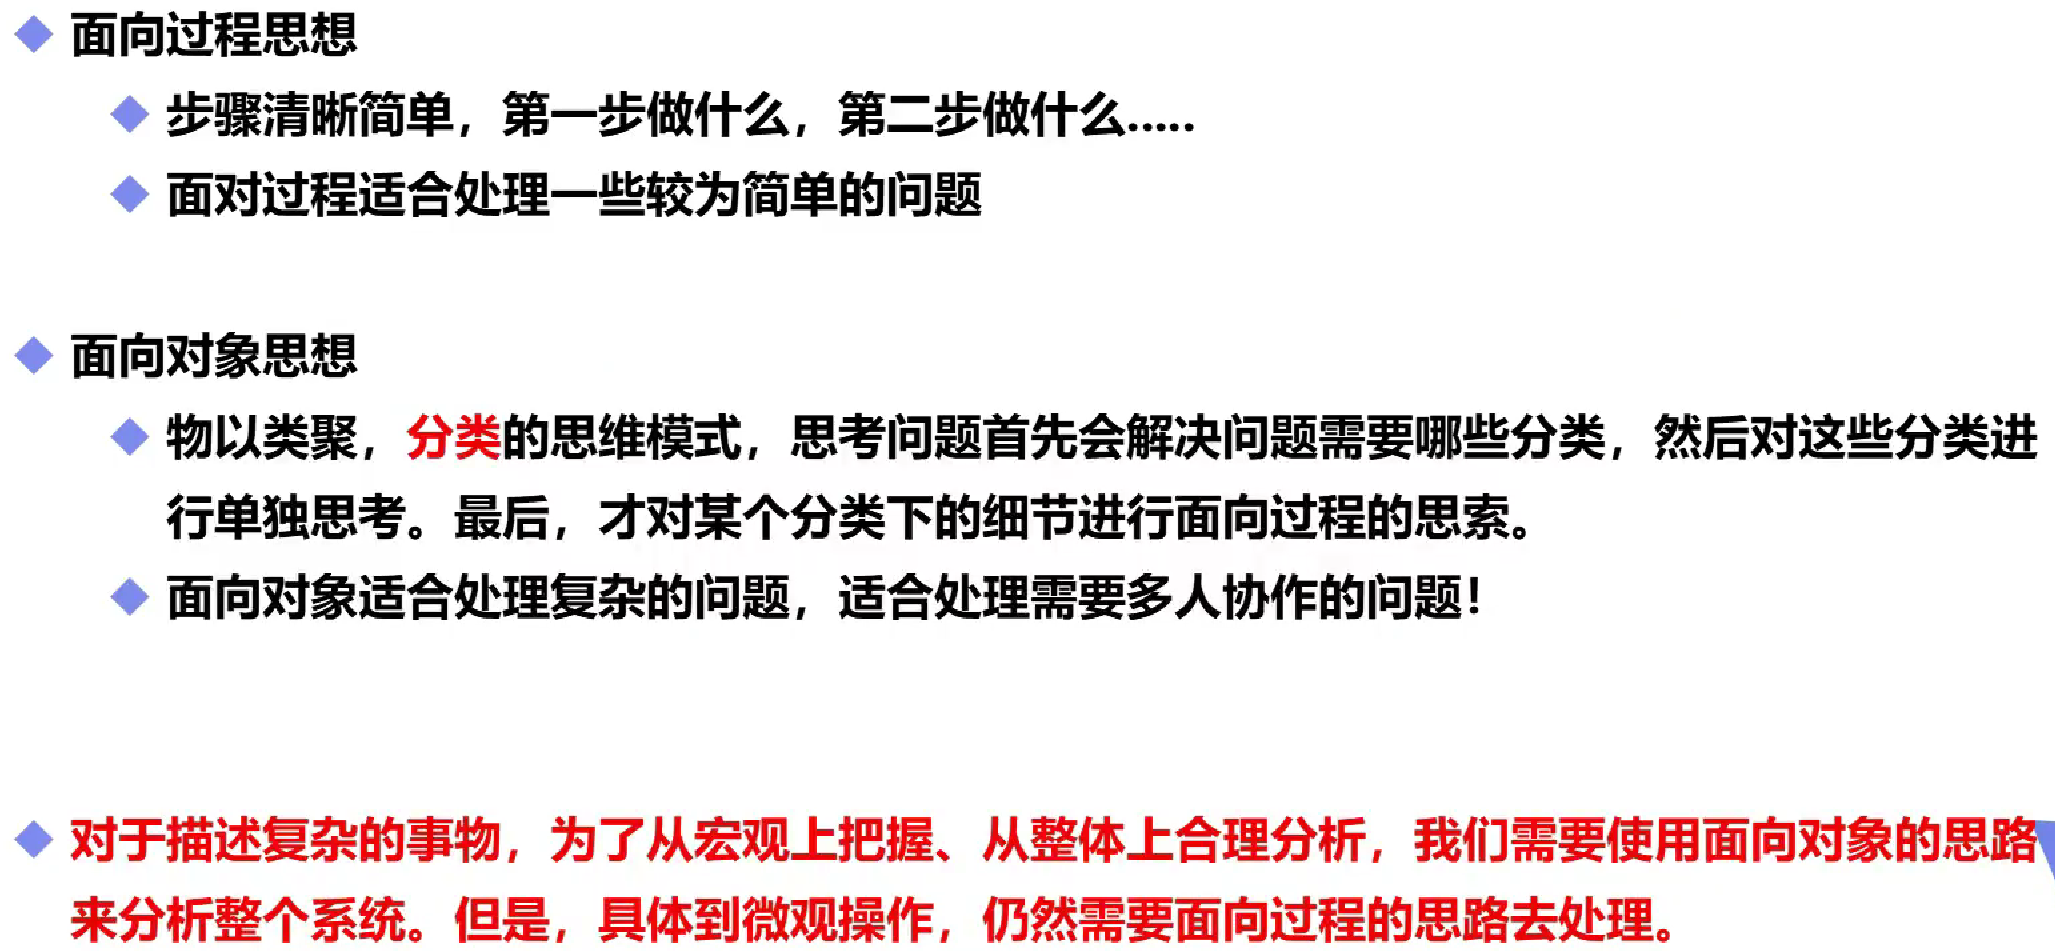 面向过程思想
步骤清晰简单，第一步做什么，第二步做什么.....
面对过程适合处理一些较为简单的问题
面向对象思想
物以类聚，分类的思维模式，思考问题首先会解决问题需要哪些分类，然后对这些分类进
行单独思考。最后，才对某个分类下的细节进行面向过程的思索。
面向对象适合处理复杂的问题，适合处理需要多人协作的问题！
对于描述复杂的事物，为了从宏观上把握、从整体上合理分析，我们需要使用面向对象的思路
来分析整个系统。但是，具体到微观操作，仍然需要面向过程的思路去处理。